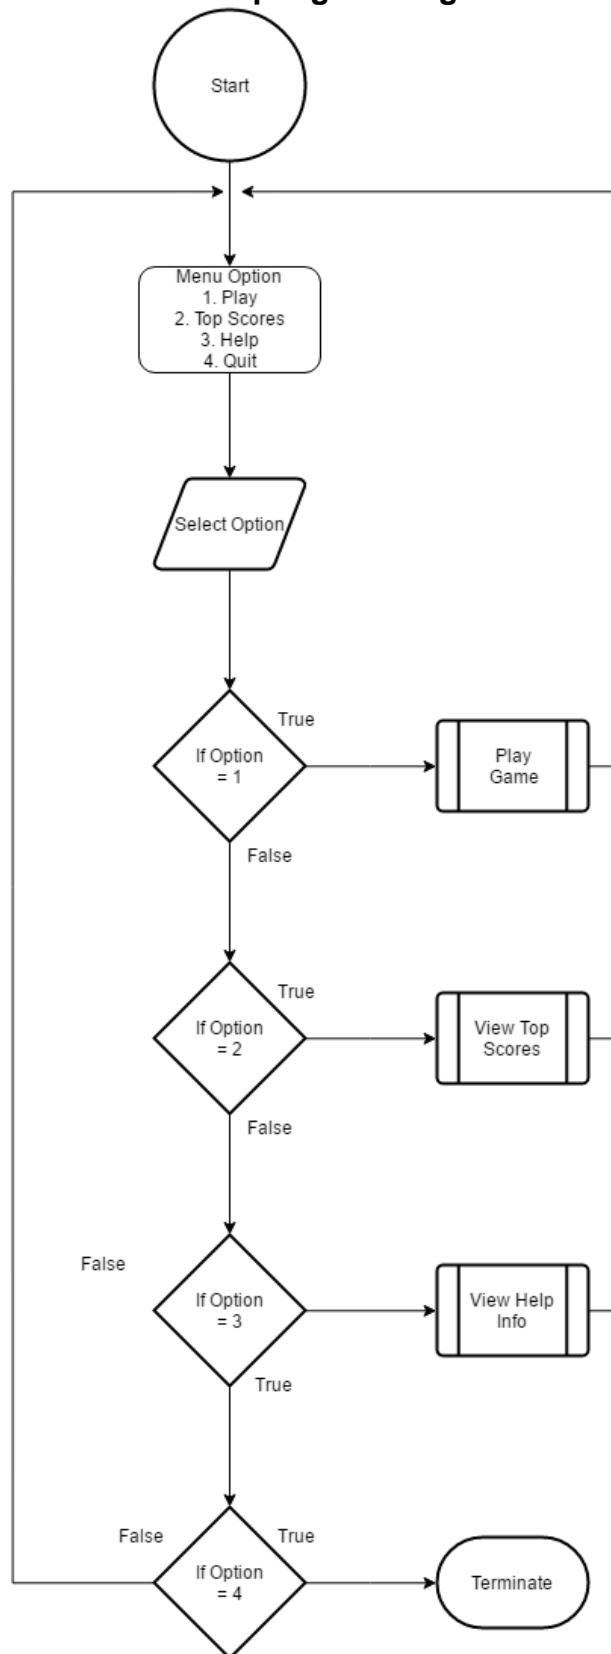 Start
Menu Option
1. Play
2. Top Scores
3. Help
4. Quit
Select Option
True
If Option
= 1
Play
Game
False
True
If Option
= 2
View Top
Scores
False
False
If Option
= 3
View Help
Info
True
False
True
If Option
= 4
Terminate